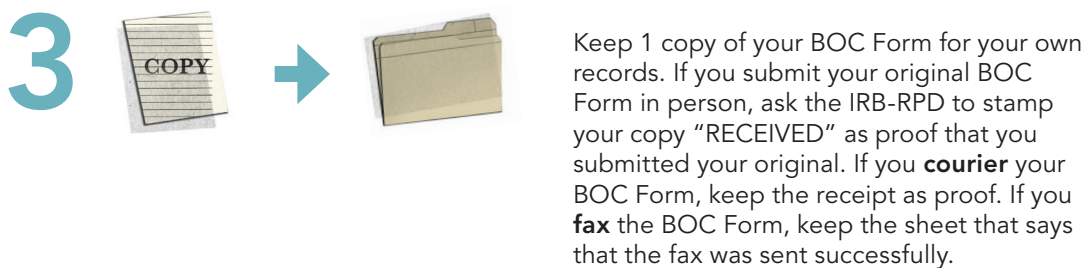 3
COPY
Keep 1 copy of your BOC Form for your own
records. If you submit your original BOC
Form in person, ask the IRB-RPD to stamp
your copy “RECEIVED” as proof that you
submitted your original. If you courier your
BOC Form, keep the receipt as proof. If you
fax the BOC Form, keep the sheet that says
that the fax was sent successfully.